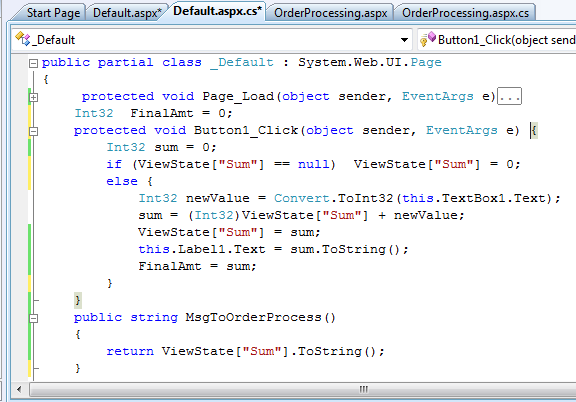 Start Page Default.aspx* Default.aspx.cs* OrderProcessing.aspx OrderProcessing.aspx.cs
_Default Button1_Click(object send
public partial class _Default : System.Web.UI.Page
{
protected void Page_Load(object sender, EventArgs e)...
Int32  FinalAmt = 0;
protected void Button1_Click(object sender, EventArgs e) {
Int32 sum = 0;
if (ViewState["Sum"] == null)  ViewState["Sum"] = 0;
else {
Int32 newValue = Convert.ToInt32(this.TextBox1.Text);
sum = (Int32)ViewState["Sum"] + newValue;
ViewState["Sum"] = sum;
this.Label1.Text = sum.ToString();
FinalAmt = sum;
}
}
public string MsgToOrderProcess()
{
return ViewState["Sum"].ToString();
}